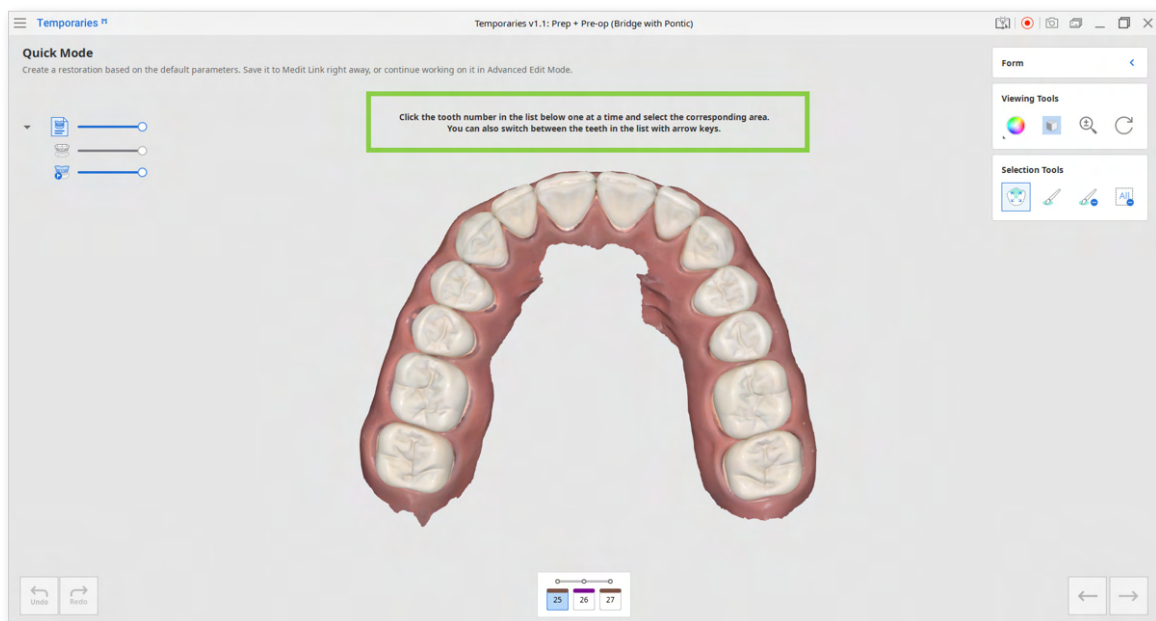 Temporaries
Temporaries v1.1: Prep + Pre-op (Bridge with Pontic)
Quick Mode
Create a restoration based on the default parameters. Save it to Medit Link right away, or continue working on it in Advanced Edit Mode.
Click the tooth number in the list below one at a time and select the corresponding area.
You can also switch between the teeth in the list with arrow keys.
Form
Viewing Tools
Selection Tools
All
Undo
Redo
25 26 27